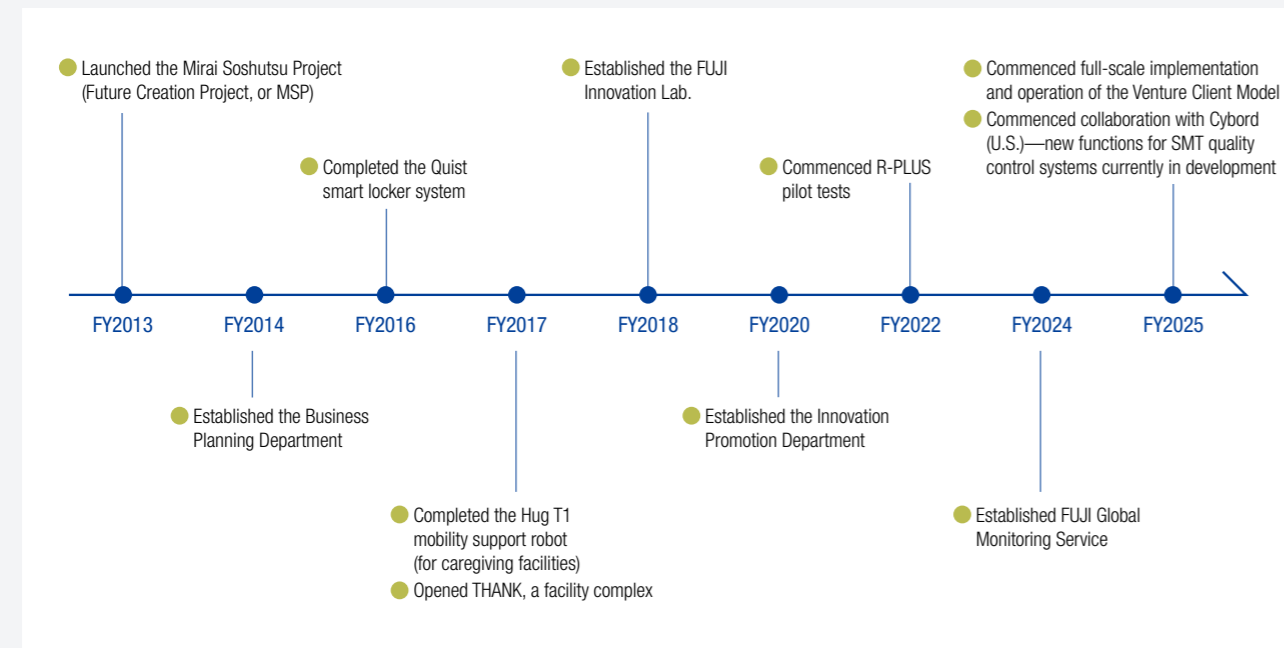 Launched the Mirai Soshutsu Project
(Future Creation Project, or MSP)
Established the FUJI
Innovation Lab.
Commenced full-scale implementation
and operation of the Venture Client Model
Commenced collaboration with Cybord
(U.S.)—new functions for SMT quality
control systems currently in development
Completed the Quist
smart locker system
Commenced R-PLUS
pilot tests
FY2013
FY2014
FY2016
FY2017
FY2018
FY2020
FY2022
FY2024
FY2025
Established the Business
Planning Department
Established the Innovation
Promotion Department
Completed the Hug T1
mobility support robot
(for caregiving facilities)
Opened THANK, a facility complex
Established FUJI Global
Monitoring Service